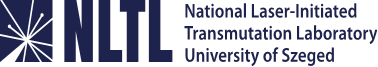 NLTL
National Laser-Initiated
Transmutation Laboratory
University of Szeged